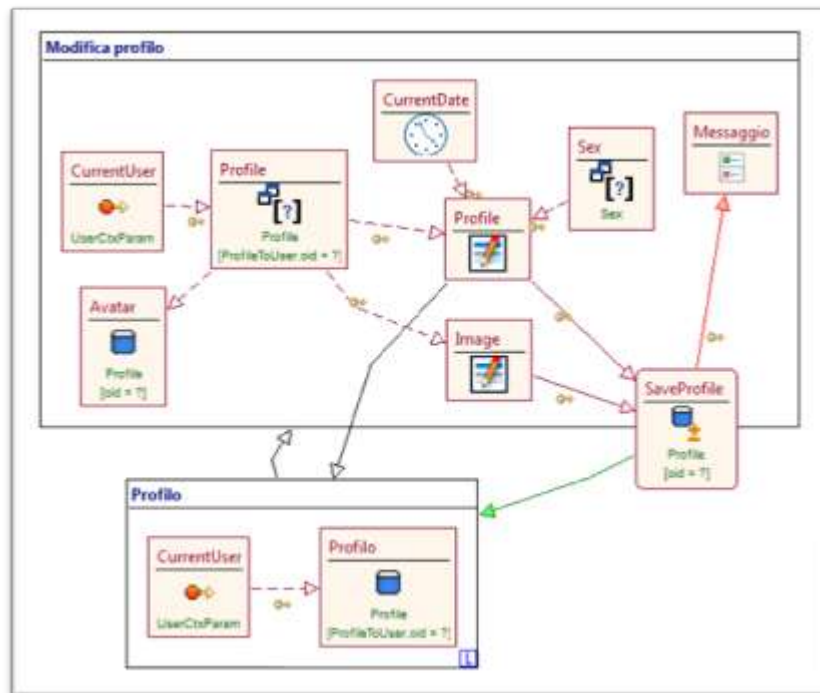 Modifica profilo
CurrentDate
Messaggio
Sex
Sex
CurrentUser
UserCtxParam
Profile
[?]
Profile
[ProfileToUser.oid = ?]
Profile
Avatar
Profile
[oid = ?]
Image
SaveProfile
Profile
[oid = ?]
Profilo
CurrentUser
UserCtxParam
Profilo
Profile
[ProfileToUser.oid = ?]
L